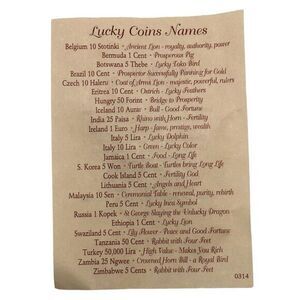 Lucky Coins Names
Belgium 10 Stotinki • Ancient Lion - royalty, authority, power
Bermuda 1 Cent • Prosperous Pig
Botswana 5 Thebe • Lucky Toko Bird
Brazil 10 Cent • Prospector Successfully Panning for Gold
Czech 10 Haleru • Coat of Arms Lion - majestic, powerful, rulers
Eritrea 10 Cent • Ostrich - Lucky Feathers
Hungry 50 Forint • Bridge to Prosperity
Iceland 10 Aurar • Bull - Good Fortune
India 25 Paisa • Rhino with Horn - Fertility
Ireland 1 Euro • Harp - fame, prestige, wealth
Italy 5 Lira • Lucky Dolphin
Italy 10 Lira • Green - Lucky Color
Jamaica 1 Cent • Food - Long Life
S. Korea 5 Won • Turtle Boat - Turtles bring Long Life
Cook Island 5 Cent • Fertility God
Lithuania 5 Cent • Angels and Heart
Malaysia 10 Sen • Ceremonial Table - renewal, purity, rebirth
Peru 5 Cent • Lucky Inca Symbol
Russia 1 Kopek • St George Slaying the Unlucky Dragon
Ethiopia 1 Cent • Lucky Lion
Swaziland 5 Cent • Lily Flower - Peace and Good Fortune
Tanzania 50 Cent • Rabbit with Four Feet
Turkey 50,000 Lira • High Value - Makes You Rich
Zambia 25 Ngwee • Crowned Horn Bill - a Royal Bird
Zimbabwe 5 Cents • Rabbit with Four Feet
0314